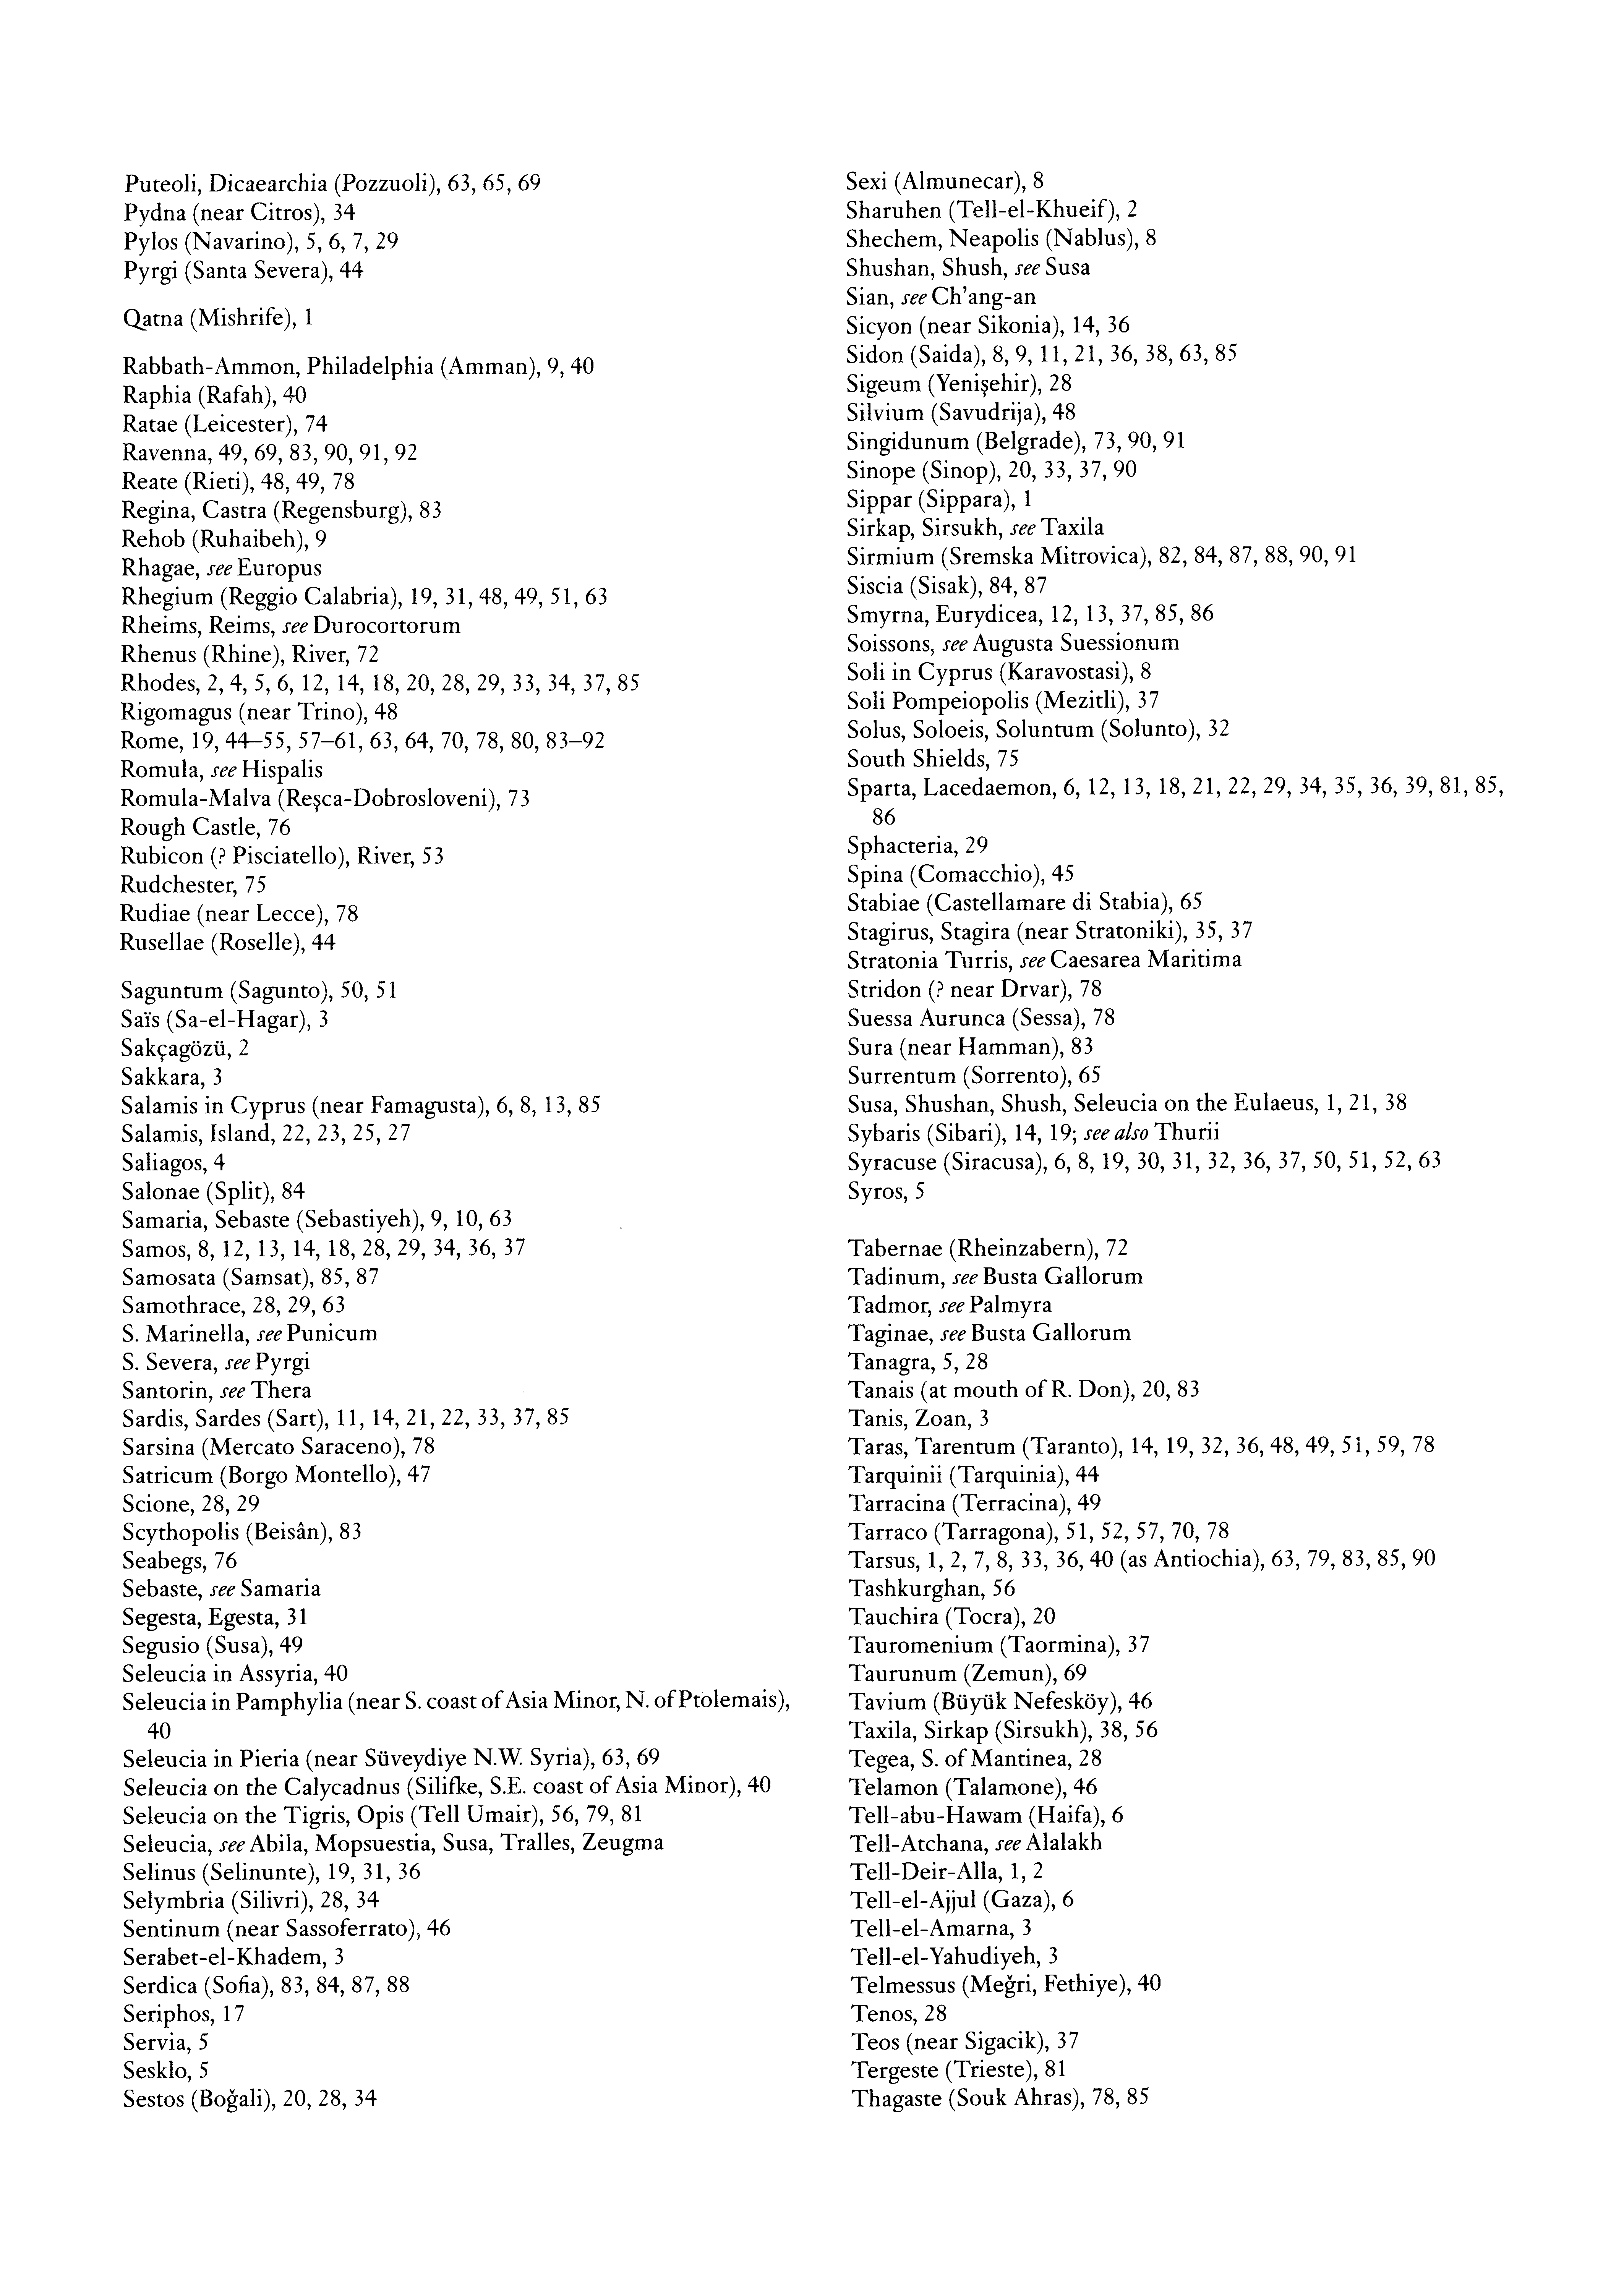 Puteoli, Dicaearchia (Pozzuoli), 63, 65, 69
Pydna (near Citros), 34
Pylos (Navarino), 5, 6, 7, 29
Pyrgi (Santa Severa), 44
Qatna (Mishrife), 1
Rabbath-Ammon, Philadelphia (Amman), 9, 40
Raphia (Rafah), 40
Ratae (Leicester), 74
Ravenna, 49, 69, 83, 90, 91, 92
Reate (Rieti), 48, 49, 78
Regina, Castra (Regensburg), 83
Rehob (Ruhaibeh), 9
Rhagae, see Europus
Rhegium (Reggio Calabria), 19, 31, 48, 49, 51, 63
Rheims, Reims, see Durocortorum
Rhenus (Rhine), River, 72
Rhodes, 2, 4, 5, 6, 12, 14, 18, 20, 28, 29, 33, 34, 37, 85
Rigomagus (near Trino), 48
Rome, 19, 44–55, 57–61, 63, 64, 70, 78, 80, 83–92
Romula, see Hispalis
Romula-Malva (Reşca-Dobrosloveni), 73
Rough Castle, 76
Rubicon (? Pisciatello), River, 53
Rudchester, 75
Rudiae (near Lecce), 78
Rusellae (Roselle), 44
Saguntum (Sagunto), 50, 51
Saïs (Sa-el-Hagar), 3
Sakçagözü, 2
Sakkara, 3
Salamis in Cyprus (near Famagusta), 6, 8, 13, 85
Salamis, Island, 22, 23, 25, 27
Saliagos, 4
Salonae (Split), 84
Samaria, Sebaste (Sebastiyeh), 9, 10, 63
Samos, 8, 12, 13, 14, 18, 28, 29, 34, 36, 37
Samosata (Samsat), 85, 87
Samothrace, 28, 29, 63
S. Marinella, see Punicum
S. Severa, see Pyrgi
Santorin, see Thera
Sardis, Sardes (Sart), 11, 14, 21, 22, 33, 37, 85
Sarsina (Mercato Saraceno), 78
Satricum (Borgo Montello), 47
Scione, 28, 29
Scythopolis (Beisân), 83
Seabegs, 76
Sebaste, see Samaria
Segesta, Egesta, 31
Segusio (Susa), 49
Seleucia in Assyria, 40
Seleucia in Pamphylia (near S. coast of Asia Minor, N. of Ptolemais),
40
Seleucia in Pieria (near Süveydiye N.W. Syria), 63, 69
Seleucia on the Calycadnus (Silifke, S.E. coast of Asia Minor), 40
Seleucia on the Tigris, Opis (Tell Umair), 56, 79, 81
Seleucia, see Abila, Mopsuestia, Susa, Tralles, Zeugma
Selinus (Selinunte), 19, 31, 36
Selymbria (Silivri), 28, 34
Sentinum (near Sassoferrato), 46
Serabet-el-Khadem, 3
Serdica (Sofia), 83, 84, 87, 88
Seriphos, 17
Servia, 5
Sesklo, 5
Sestos (Boğali), 20, 28, 34
Sexi (Almunecar), 8
Sharuhen (Tell-el-Khueif), 2
Shechem, Neapolis (Nablus), 8
Shushan, Shush, see Susa
Sian, see Ch'ang-an
Sicyon (near Sikonia), 14, 36
Sidon (Saida), 8, 9, 11, 21, 36, 38, 63, 85
Sigeum (Yenişehir), 28
Silvium (Savudrija), 48
Singidunum (Belgrade), 73, 90, 91
Sinope (Sinop), 20, 33, 37, 90
Sippar (Sippara), 1
Sirkap, Sirsukh, see Taxila
Sirmium (Sremska Mitrovica), 82, 84, 87, 88, 90, 91
Siscia (Sisak), 84, 87
Smyrna, Eurydicea, 12, 13, 37, 85, 86
Soissons, see Augusta Suessionum
Soli in Cyprus (Karavostasi), 8
Soli Pompeiopolis (Mezitli), 37
Solus, Soloeis, Soluntum (Solunto), 32
South Shields, 75
Sparta, Lacedaemon, 6, 12, 13, 18, 21, 22, 29, 34, 35, 36, 39, 81, 85,
86
Sphacteria, 29
Spina (Comacchio), 45
Stabiae (Castellamare di Stabia), 65
Stagirus, Stagira (near Stratoniki), 35, 37
Stratonia Turris, see Caesarea Maritima
Stridon (? near Drvar), 78
Suessa Aurunca (Sessa), 78
Sura (near Hamman), 83
Surrentum (Sorrento), 65
Susa, Shushan, Shush, Seleucia on the Eulaeus, 1, 21, 38
Sybaris (Sibari), 14, 19; see also Thurii
Syracuse (Siracusa), 6, 8, 19, 30, 31, 32, 36, 37, 50, 51, 52, 63
Syros, 5
Tabernae (Rheinzabern), 72
Tadinum, see Busta Gallorum
Tadmor, see Palmyra
Taginae, see Busta Gallorum
Tanagra, 5, 28
Tanais (at mouth of R. Don), 20, 83
Tanis, Zoan, 3
Taras, Tarentum (Taranto), 14, 19, 32, 36, 48, 49, 51, 59, 78
Tarquinii (Tarquinia), 44
Tarracina (Terracina), 49
Tarraco (Tarragona), 51, 52, 57, 70, 78
Tarsus, 1, 2, 7, 8, 33, 36, 40 (as Antiochia), 63, 79, 83, 85, 90
Tashkurghan, 56
Tauchira (Tocra), 20
Tauromenium (Taormina), 37
Taurunum (Zemun), 69
Tavium (Büyük Nefesköy), 46
Taxila, Sirkap (Sirsukh), 38, 56
Tegea, S. of Mantinea, 28
Telamon (Talamone), 46
Tell-abu-Hawam (Haifa), 6
Tell-Atchana, see Alalakh
Tell-Deir-Alla, 1, 2
Tell-el-Ajjul (Gaza), 6
Tell-el-Amarna, 3
Tell-el-Yahudiyeh, 3
Telmessus (Meğri, Fethiye), 40
Tenos, 28
Teos (near Sigacik), 37
Tergeste (Trieste), 81
Thagaste (Souk Ahras), 78, 85